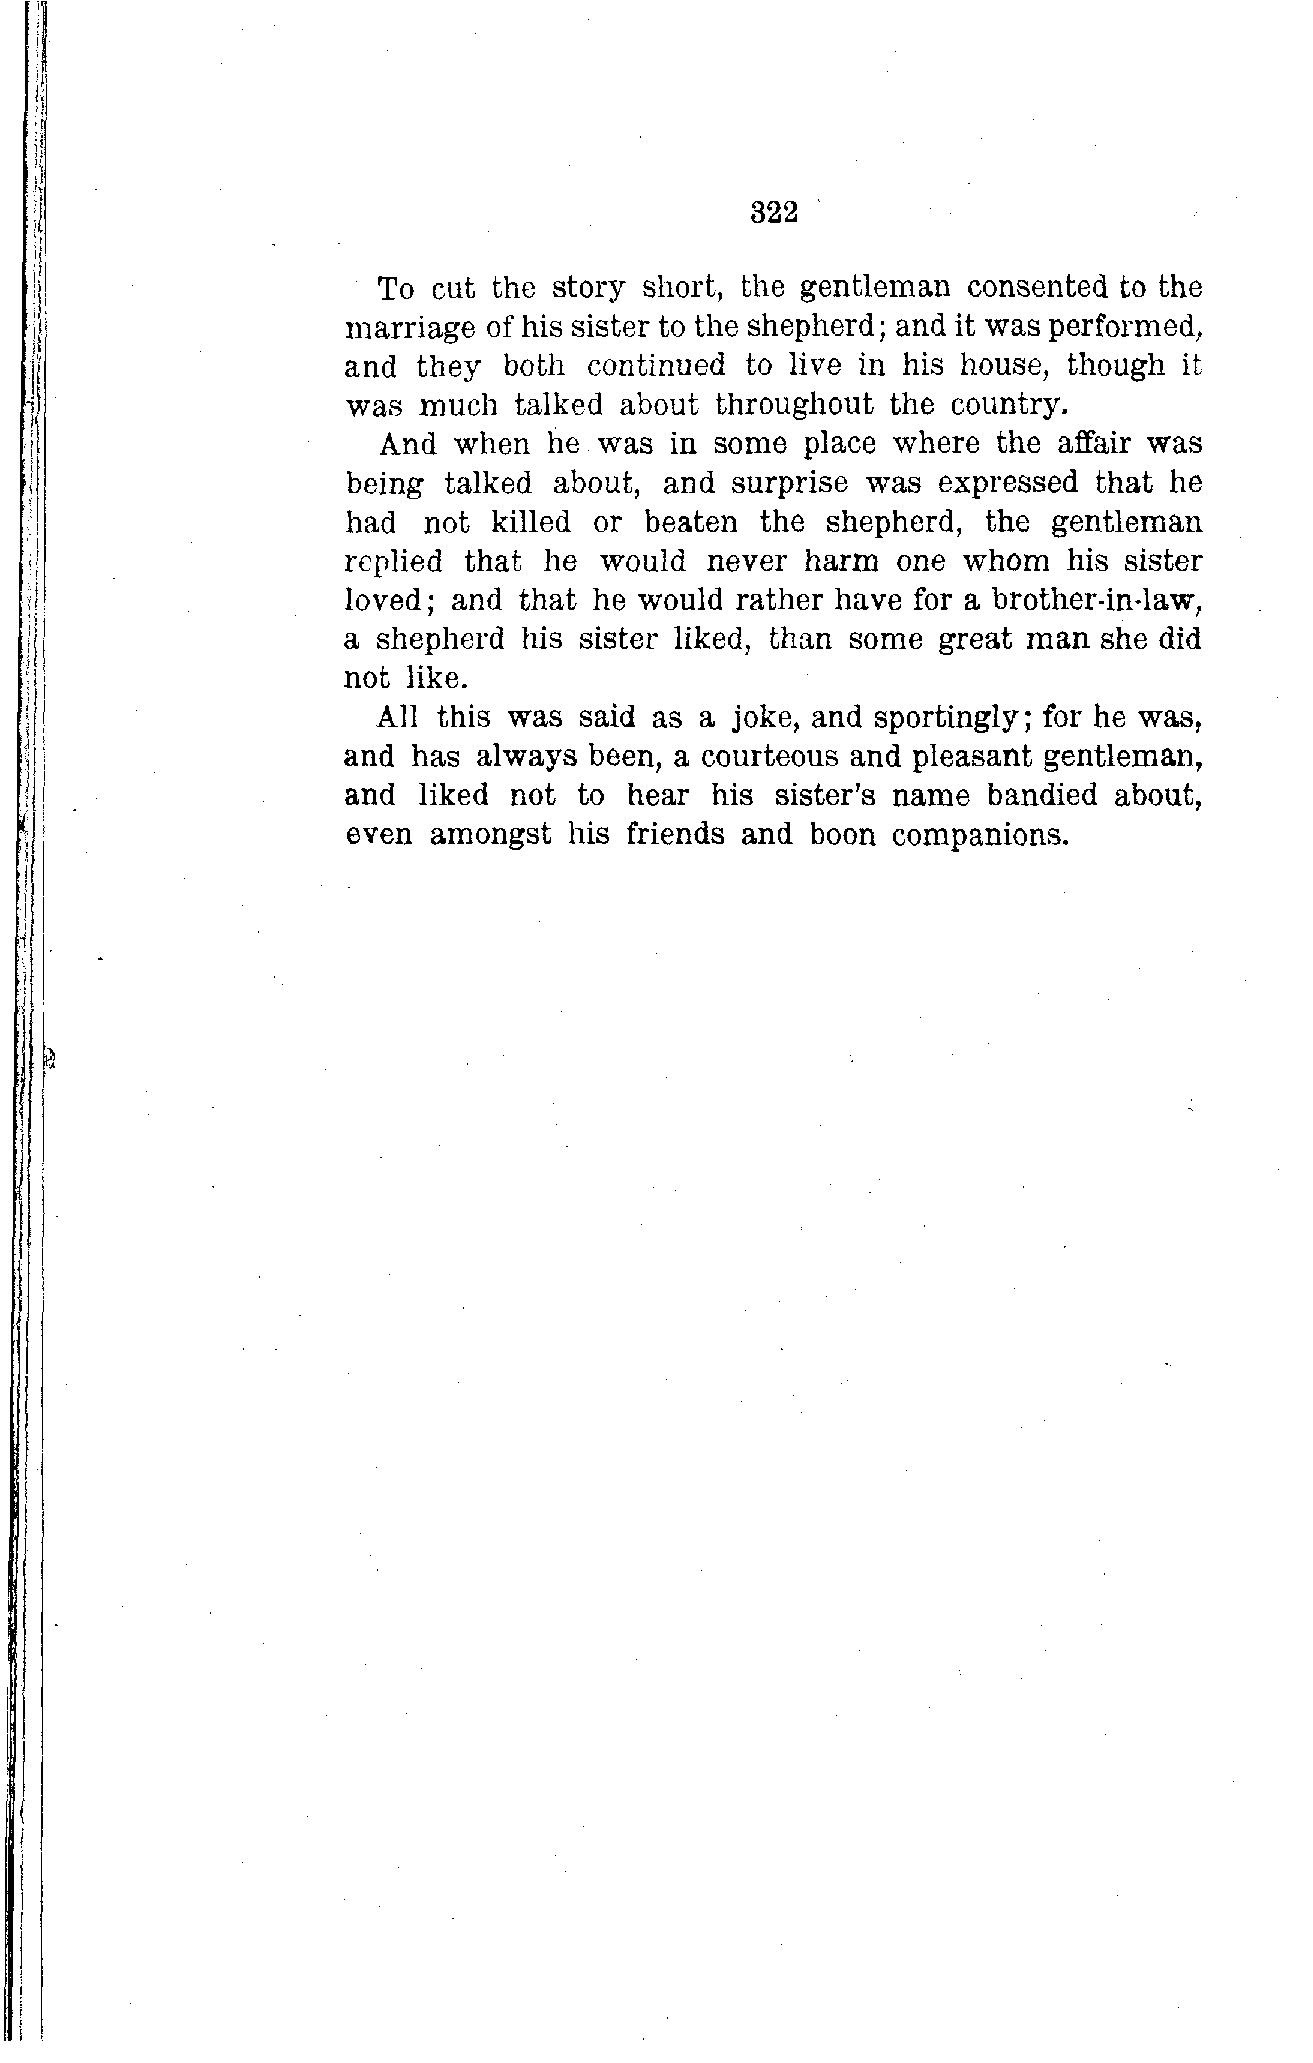 322
To cut the story short, the gentleman consented to the
marriage of his sister to the shepherd; and it was performed,
and they both continued to live in his house, though it
was much talked about throughout the country.
And when he was in some place where the affair was
being talked about, and surprise was expressed that he
had not killed or beaten the shepherd, the gentleman
replied that he would never harm one whom his sister
loved; and that he would rather have for a brother-in-law,
a shepherd his sister liked, than some great man she did
not like.
All this was said as a joke, and sportingly; for he was,
and has always been, a courteous and pleasant gentleman,
and liked not to hear his sister's name bandied about,
even amongst his friends and boon companions.